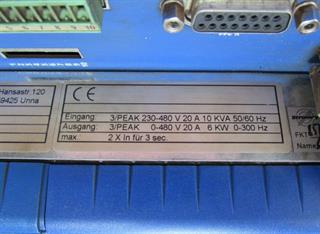 10
X
Hansastr.120
59425 Unna
CE
Eingang: 3/PEAK 230-480 V 20 A 10 KVA 50/60 Hz
Ausgang: 3/PEAK 0-480 V 20 A 6 KW 0-300 Hz
max.: 2 X in für 3 sec.
FKT
Name